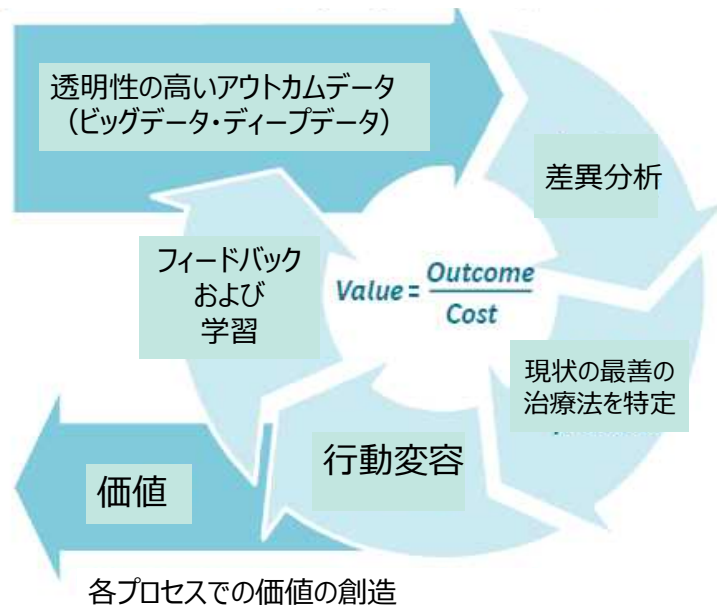 透明性の高いアウトカムデータ
（ビッグデータ・ディープデータ）
差異分析
フィードバック
および
学習
Value = Outcome
Cost
現状の最善の
治療法を特定
行動変容
価値
各プロセスでの価値の創造